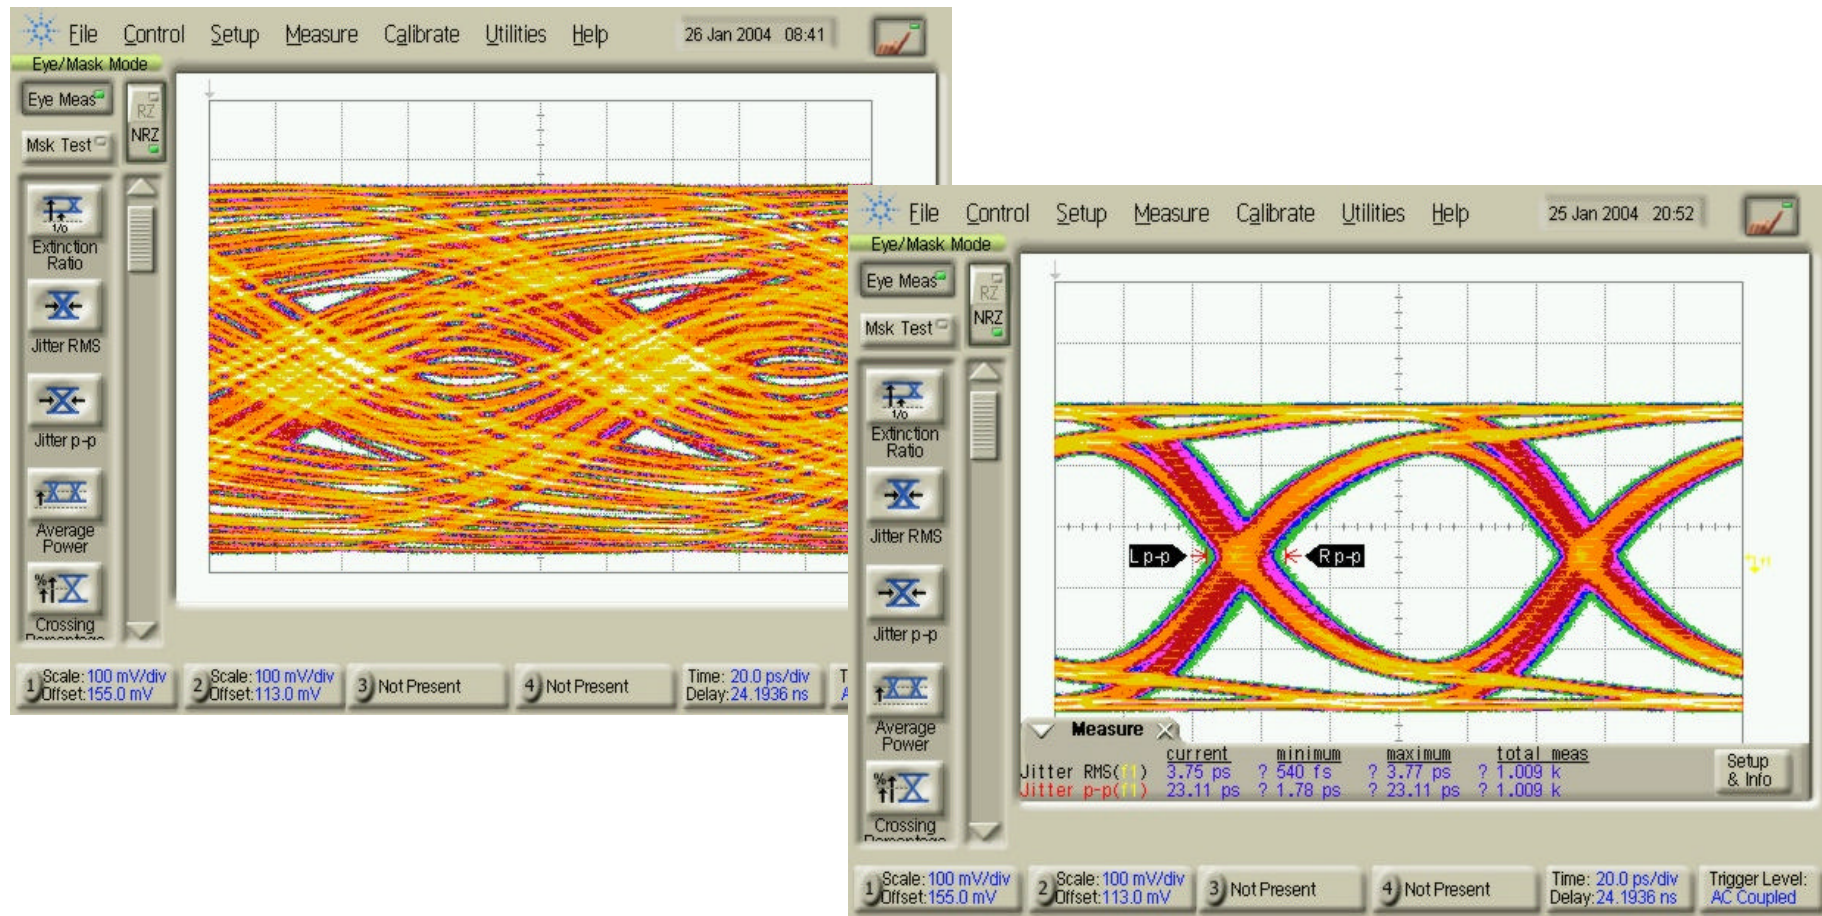 File Control Setup Measure Calibrate Utilities Help 26 Jan 2004 08:41
Eye/Mask Mode
Eye Meas
RZ
NRZ
Msk Test
1/0
Extinction
Ratio
Jitter RMS
Jitter p-p
Average
Power
%
Crossing
1 Scale: 100 mV/div
Offset: 155.0 mV
2 Scale: 100 mV/div
Offset: 113.0 mV
3 Not Present
4 Not Present
Time: 20.0 ps/div
Delay: 24.1936 ns
File Control Setup Measure Calibrate Utilities Help 25 Jan 2004 20:52
Eye/Mask Mode
Eye Meas
RZ
NRZ
Msk Test
1/0
Extinction
Ratio
Jitter RMS
Jitter p-p
Average
Power
%
Crossing
L p-p R p-p
Measure
current minimum maximum total meas
Jitter RMS(f1) 3.75 ps ? 540 fs ? 3.77 ps ? 1.009 k
Jitter p-p(f1) 23.11 ps ? 1.78 ps ? 23.11 ps ? 1.009 k
Setup
& Info
1 Scale: 100 mV/div
Offset: 155.0 mV
2 Scale: 100 mV/div
Offset: 113.0 mV
3 Not Present
4 Not Present
Time: 20.0 ps/div
Delay: 24.1936 ns
Trigger Level:
AC Coupled